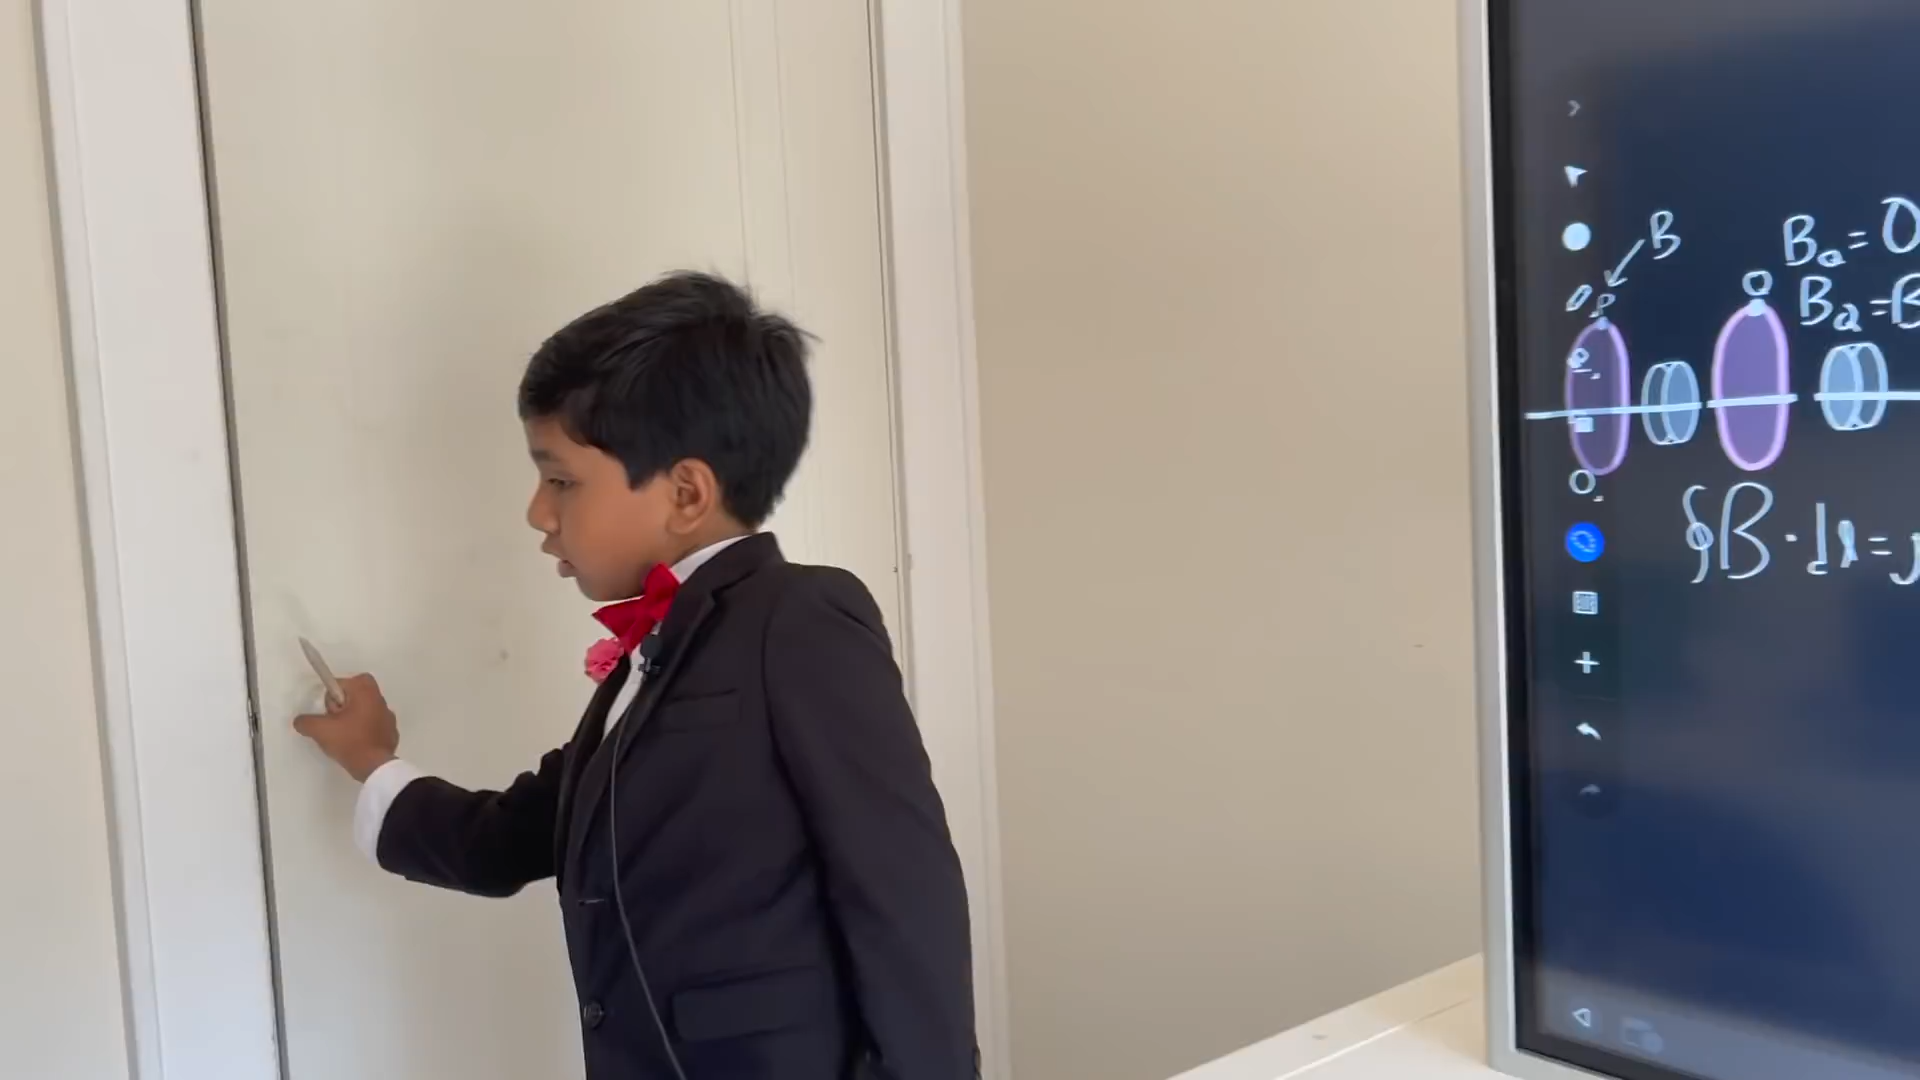 B
Ba = 0
P
Q
Ba = B
∮B · dl =